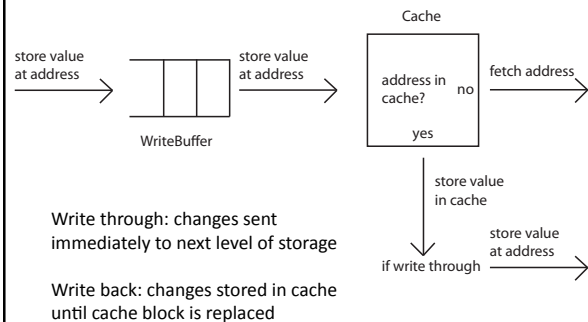 Cache
store value
at address
store value
at address
address in
cache?
no
fetch address
yes
WriteBuffer
store value
in cache
Write through: changes sent
immediately to next level of storage
if write through
store value
at address
Write back: changes stored in cache
until cache block is replaced